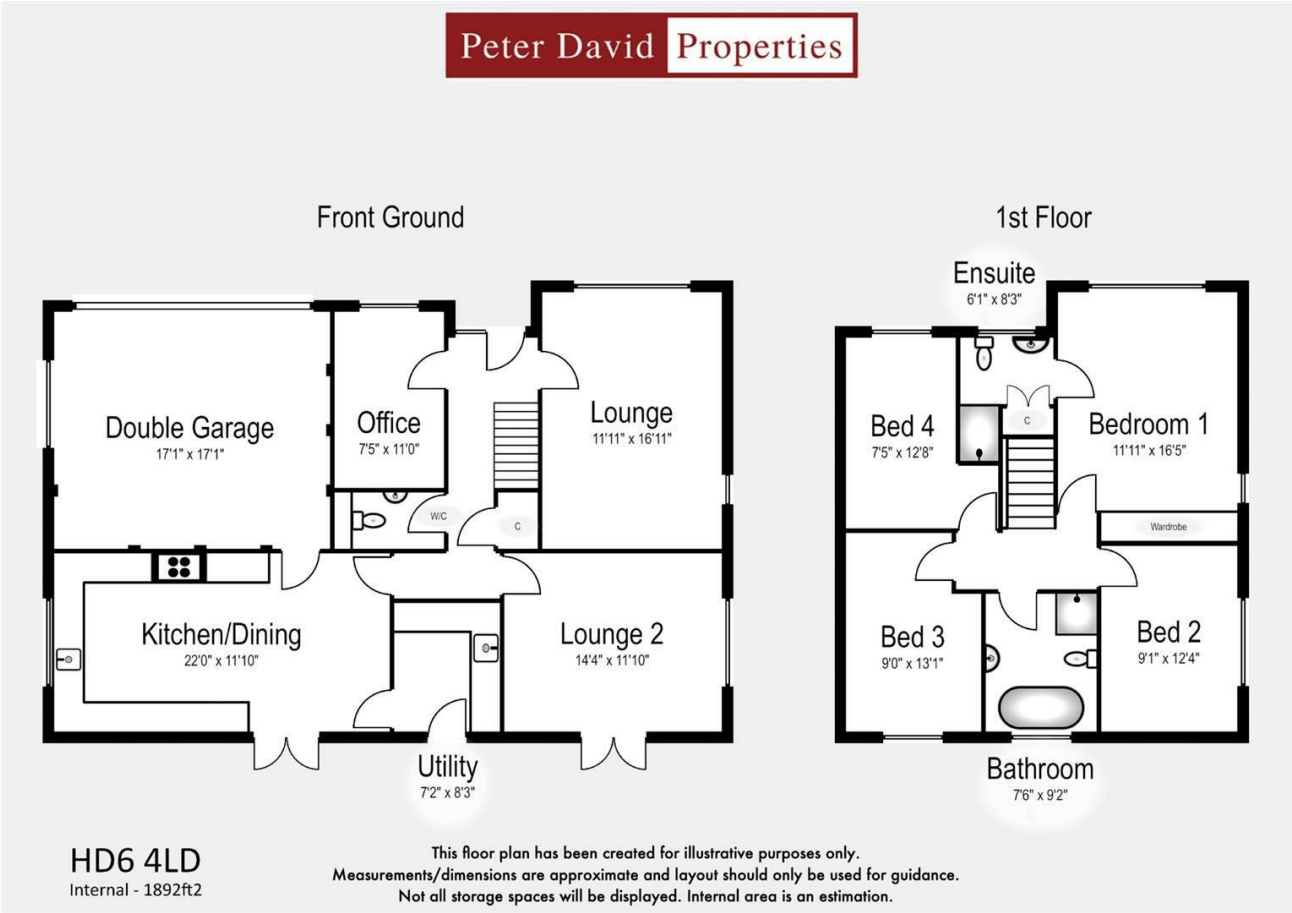 Peter David Properties
Front Ground
1st Floor
Ensuite
6'1" x 8'3"
Double Garage
17'1" x 17'1"
Office
7'5" x 11'0"
Lounge
11'11" x 16'11"
W/C
C
Kitchen/Dining
22'0" x 11'10"
Lounge 2
14'4" x 11'10"
Utility
7'2" x 8'3"
Bed 4
7'5" x 12'8"
C
Bedroom 1
11'11" x 16'5"
Wardrobe
Bed 3
9'0" x 13'1"
Bed 2
9'1" x 12'4"
Bathroom
7'6" x 9'2"
HD6 4LD
Internal - 1892ft2
This floor plan has been created for illustrative purposes only.
Measurements/dimensions are approximate and layout should only be used for guidance.
Not all storage spaces will be displayed. Internal area is an estimation.